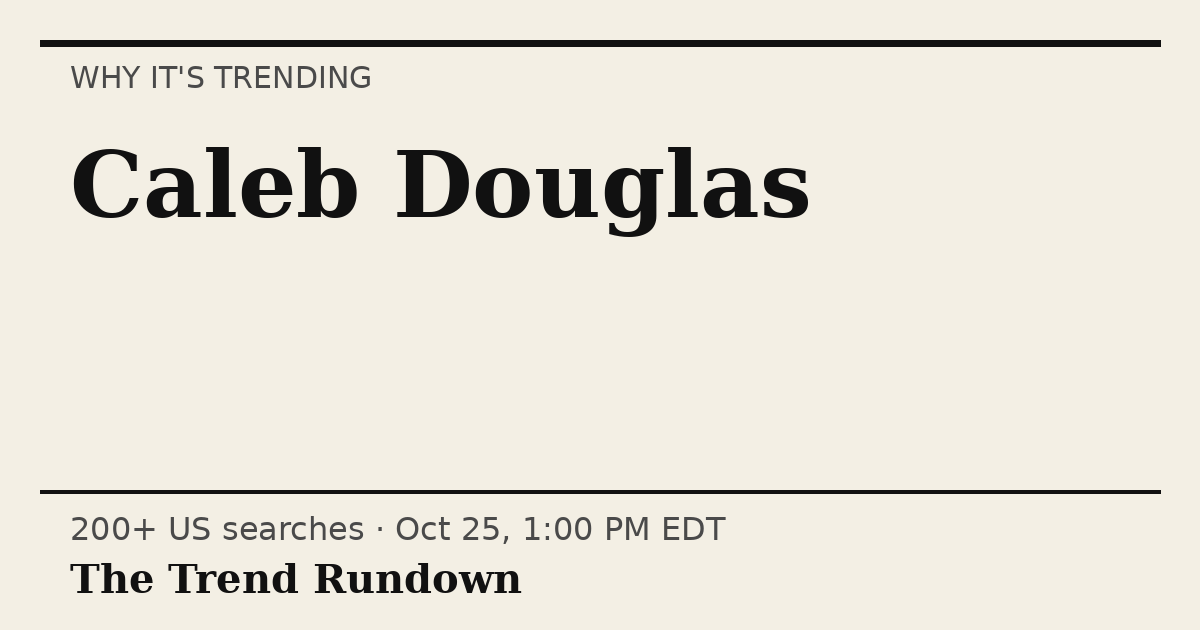 WHY IT'S TRENDING
Caleb Douglas
200+ US searches · Oct 25, 1:00 PM EDT
The Trend Rundown